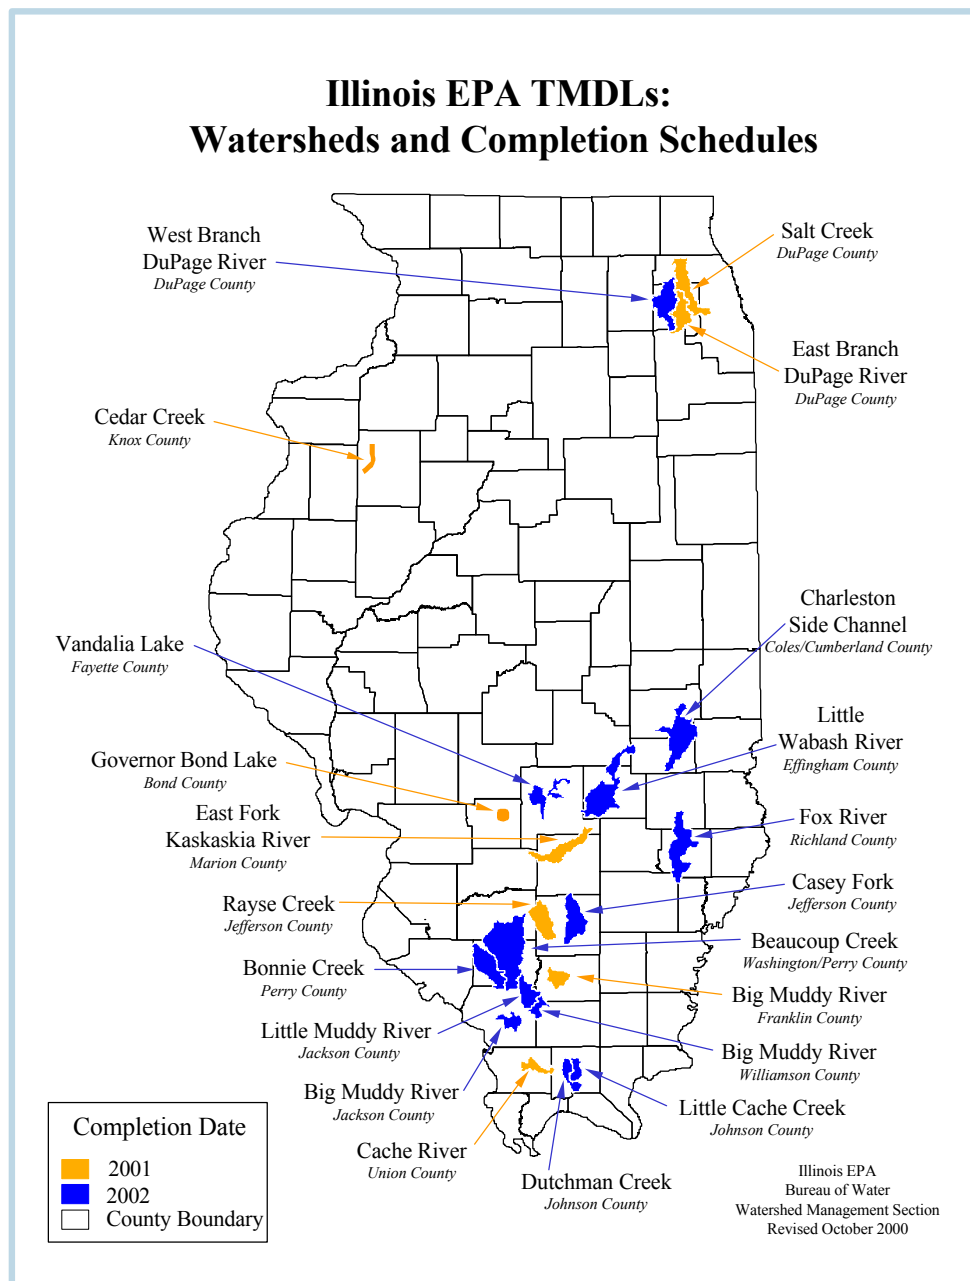 Illinois EPA TMDLs:
Watersheds and Completion Schedules
West Branch
DuPage River
DuPage County
Salt Creek
DuPage County
East Branch
DuPage River
DuPage County
Cedar Creek
Knox County
Charleston
Side Channel
Coles/Cumberland County
Vandalia Lake
Fayette County
Little
Wabash River
Effingham County
Governor Bond Lake
Bond County
East Fork
Kaskaskia River
Marion County
Fox River
Richland County
Casey Fork
Jefferson County
Rayse Creek
Jefferson County
Beaucoup Creek
Washington/Perry County
Bonnie Creek
Perry County
Big Muddy River
Franklin County
Little Muddy River
Jackson County
Big Muddy River
Williamson County
Big Muddy River
Jackson County
Little Cache Creek
Johnson County
Cache River
Union County
Dutchman Creek
Johnson County
Completion Date
2001
2002
County Boundary
Illinois EPA
Bureau of Water
Watershed Management Section
Revised October 2000